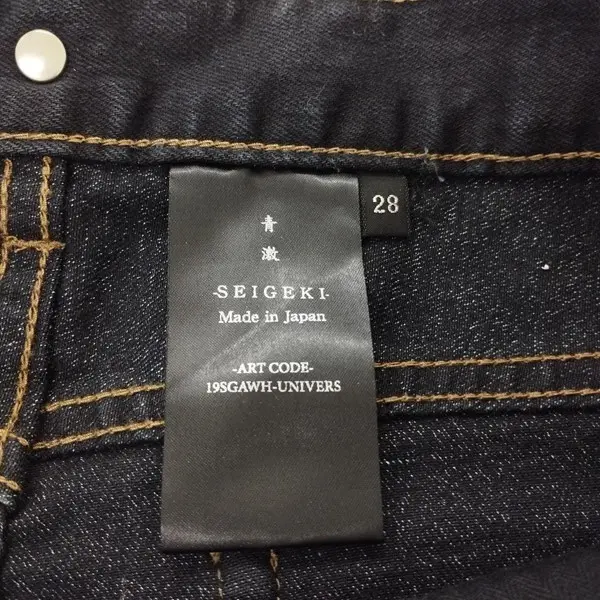 青
激
-SEIGEKI-
Made in Japan
-ART CODE-
19SGAWH-UNIVERS
28